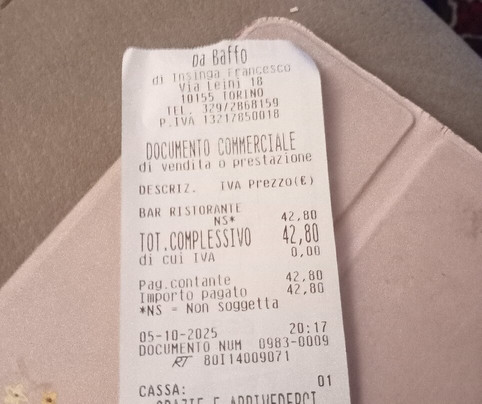 Da Baffo
di Insinga Francesco
Via Leinì 18
10155 TORINO
TEL. 329/2868159
P.IVA 13217850018
DOCUMENTO COMMERCIALE
di vendita o prestazione
DESCRIZ. IVA Prezzo(€)
BAR RISTORANTE
NS* 42,80
TOT.COMPLESSIVO 42,80
di cui IVA 0,00
Pag.contante 42,80
Importo pagato 42,80
*NS = Non soggetta
05-10-2025 20:17
DOCUMENTO NUM 0983-0009
RT 80I14009071
CASSA: 01
GRAZIE E ARRIVEDERCI